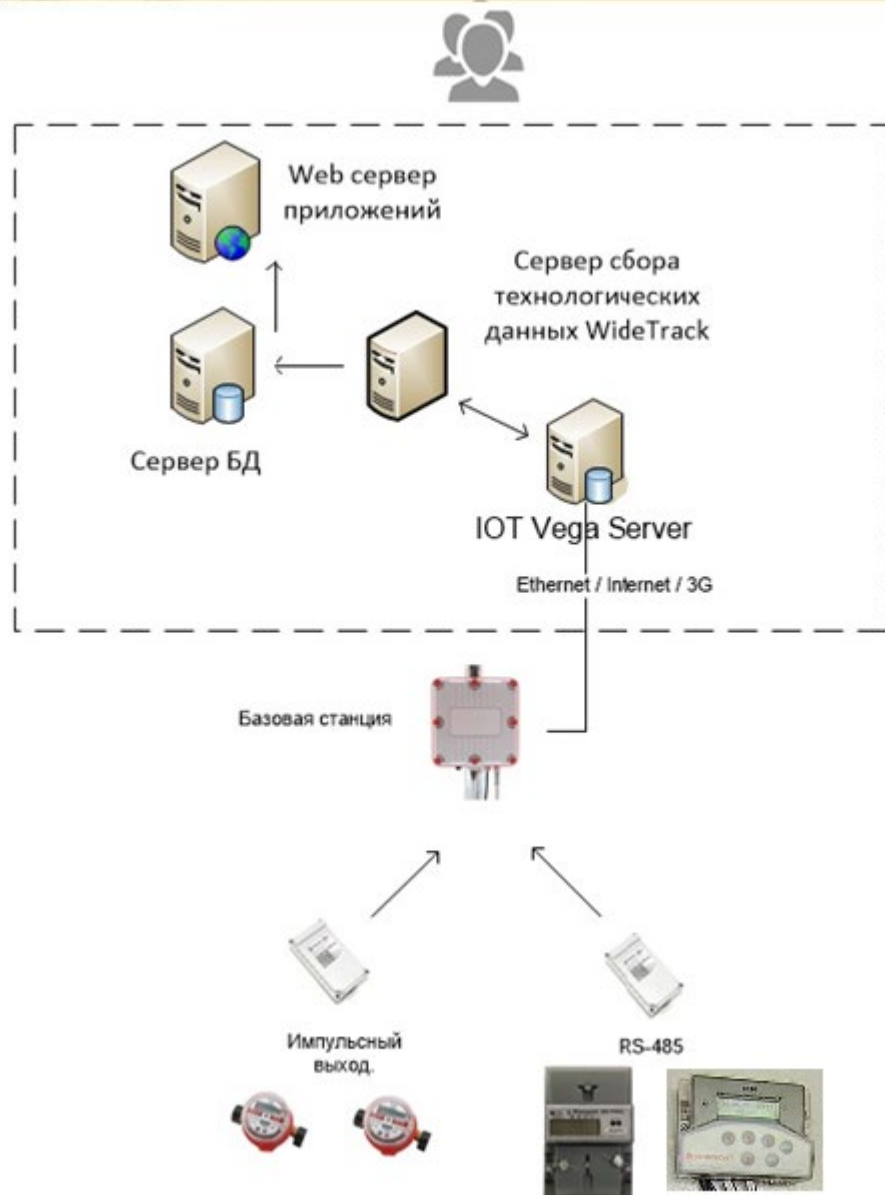 Web сервер
приложений
Сервер сбора
технологических
данных WideTrack
Сервер БД
IOT Vega Server
Ethernet / Internet / 3G
Базовая станция
Импульсный
выход.
RS-485